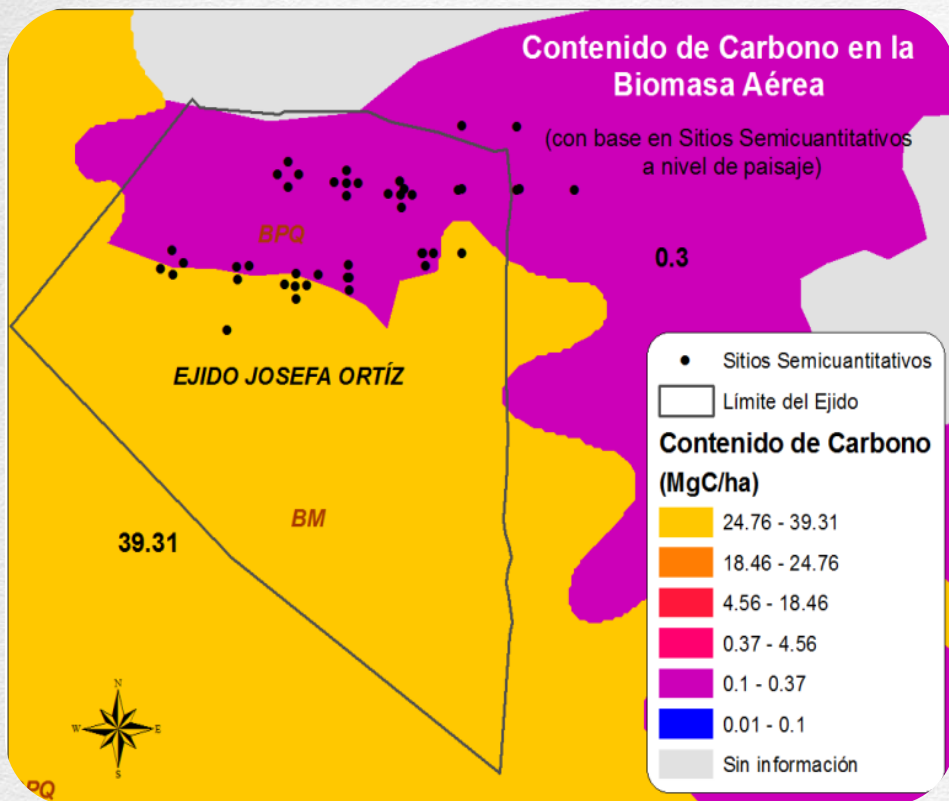 Contenido de Carbono en la
Biomasa Aérea
(con base en Sitios Semicuantitativos
a nivel de paisaje)
BPQ
0.3
EJIDO JOSEFA ORTÍZ
BM
39.31
N
W
E
S
PQ
Sitios Semicuantitativos
Límite del Ejido
Contenido de Carbono
(MgC/ha)
24.76 - 39.31
18.46 - 24.76
4.56 - 18.46
0.37 - 4.56
0.1 - 0.37
0.01 - 0.1
Sin información